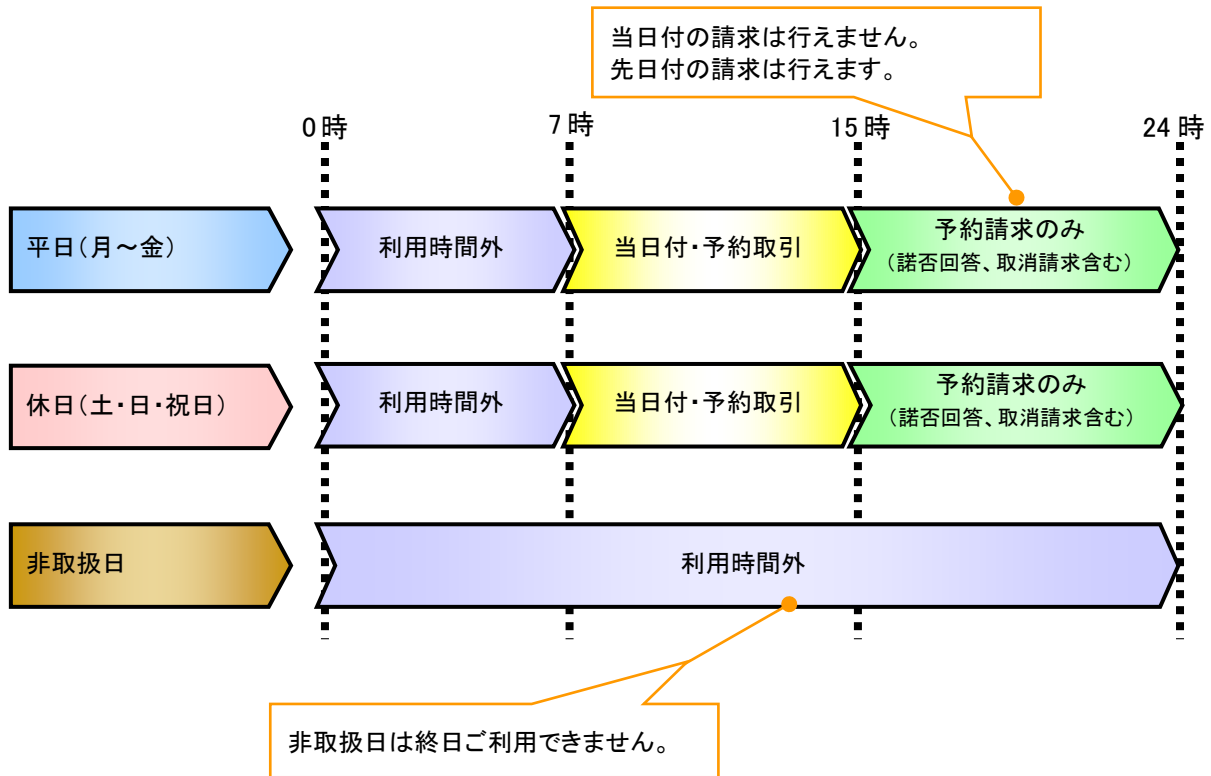 当日付の請求は行えません。
先日付の請求は行えます。
0時 7時 15時 24時
平日(月~金) 利用時間外 当日付・予約取引 予約請求のみ
(諾否回答、取消請求含む)
休日(土・日・祝日) 利用時間外 当日付・予約取引 予約請求のみ
(諾否回答、取消請求含む)
非取扱日 利用時間外
非取扱日は終日ご利用できません。